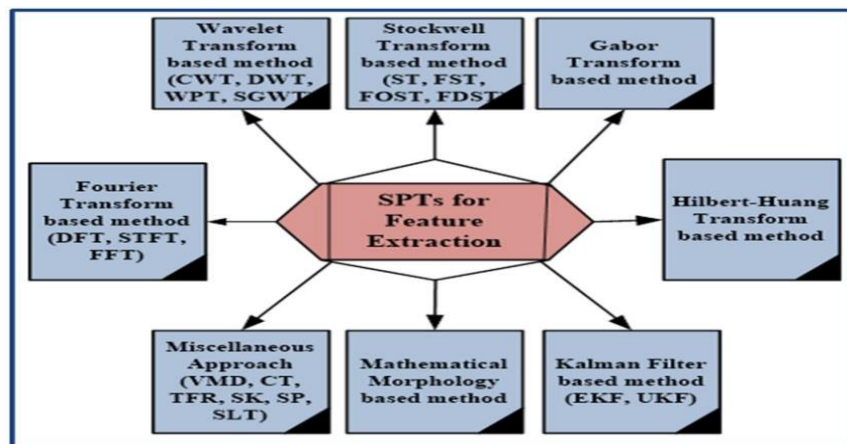 Wavelet
Transform
based method
(CWT, DWT,
WPT, SGWT)
Stockwell
Transform
based method
(ST, FST,
FOST, FDST)
Gabor
Transform
based method
Fourier
Transform
based method
(DFT, STFT,
FFT)
SPTs for
Feature
Extraction
Hilbert-Huang
Transform
based method
Miscellaneous
Approach
(VMD, CT,
TFR, SK, SP,
SLT)
Mathematical
Morphology
based method
Kalman Filter
based method
(EKF, UKF)